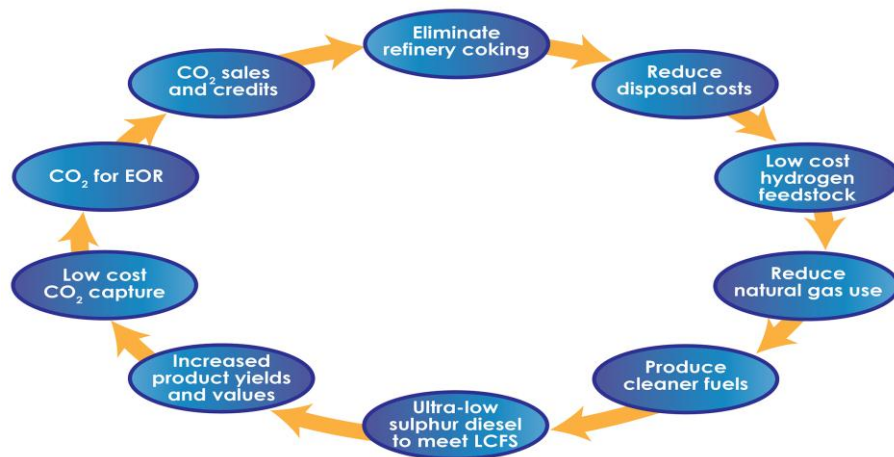 Eliminate
refinery coking
Reduce
disposal costs
Low cost
hydrogen
feedstock
Reduce
natural gas use
Produce
cleaner fuels
Ultra-low
sulphur diesel
to meet LCFS
Increased
product yields
and values
Low cost
CO₂ capture
CO₂ for EOR
CO₂ sales
and credits